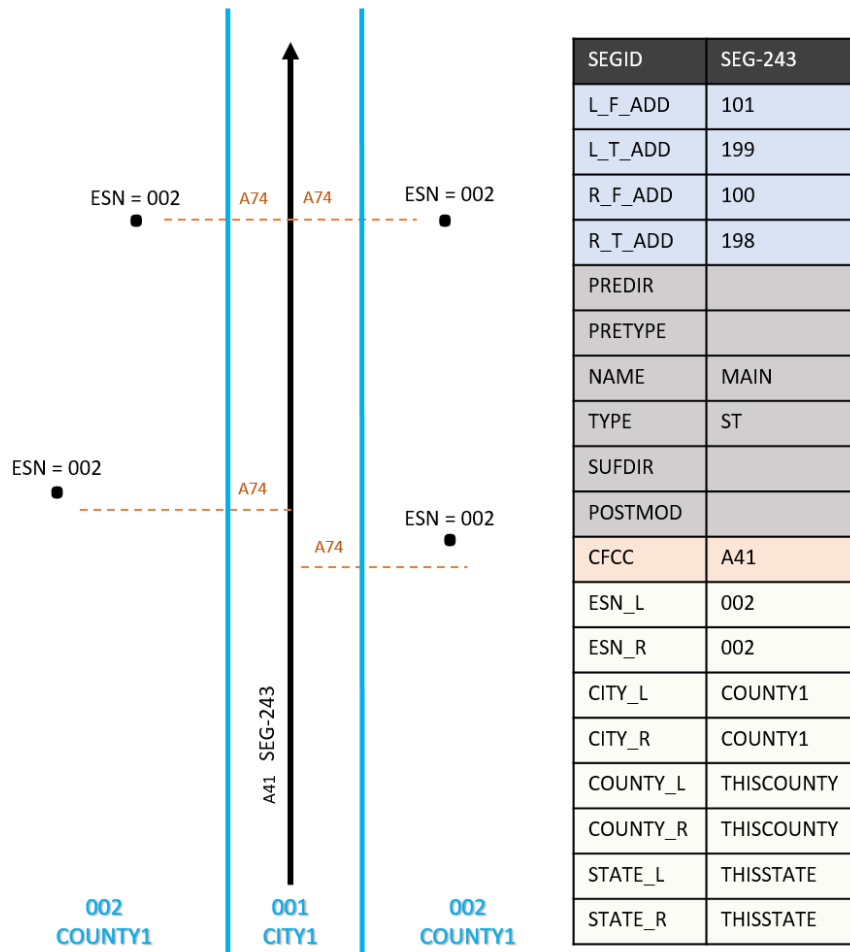 ESN = 002
A74
A74
ESN = 002
ESN = 002
A74
ESN = 002
A74
A41 SEG-243
002
COUNTY1
001
CITY1
002
COUNTY1
SEGID SEG-243
L_F_ADD 101
L_T_ADD 199
R_F_ADD 100
R_T_ADD 198
PREDIR
PRETYPE
NAME MAIN
TYPE ST
SUFDIR
POSTMOD
CFCC A41
ESN_L 002
ESN_R 002
CITY_L COUNTY1
CITY_R COUNTY1
COUNTY_L THISCOUNTY
COUNTY_R THISCOUNTY
STATE_L THISSTATE
STATE_R THISSTATE